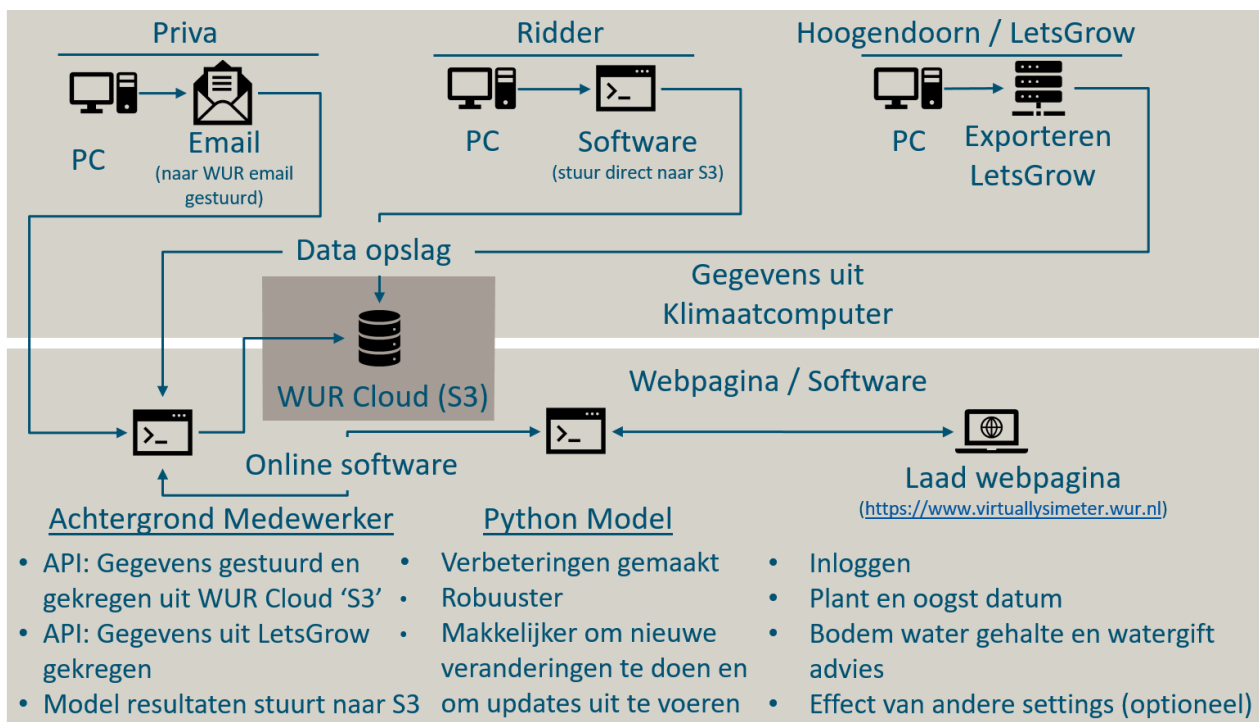 Priva
Ridder
Hoogendoorn / LetsGrow
PC
Email
(naar WUR email
gestuurd)
PC
Software
(stuur direct naar S3)
PC
Exporteren
LetsGrow
Data opslag
Gegevens uit
Klimaatcomputer
WUR Cloud (S3)
Webpagina / Software
Online software
Laad webpagina
(https://www.virtuallysimeter.wur.nl)
Achtergrond Medewerker
• API: Gegevens gestuurd en
gekregen uit WUR Cloud ‘S3’
• API: Gegevens uit LetsGrow
gekregen
• Model resultaten stuurt naar S3
Python Model
• Verbeteringen gemaakt
• Robuuster
• Makkelijker om nieuwe
veranderingen te doen en
om updates uit te voeren
• Inloggen
• Plant en oogst datum
• Bodem water gehalte en watergift
advies
• Effect van andere settings (optioneel)